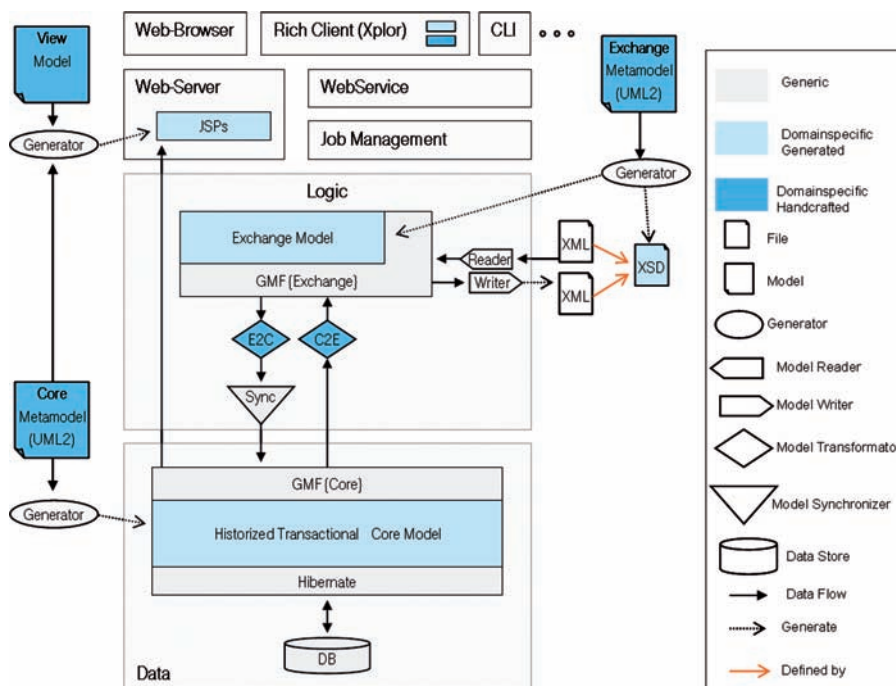 View
Model
Web-Browser
Rich Client (Xplor)
CLI
Exchange
Metamodel
(UML2)
Web-Server
JSPs
WebService
Job Management
Generator
Generator
Logic
Exchange Model
GMF (Exchange)
Reader
Writer
XML
XML
XSD
E2C
C2E
Sync
Core
Metamodel
(UML2)
Generator
GMF (Core)
Historized Transactional Core Model
Hibernate
DB
Data
Generic
Domainspecific
Generated
Domainspecific
Handcrafted
File
Model
Generator
Model Reader
Model Writer
Model Transformato
Model Synchronizer
Data Store
Data Flow
Generate
Defined by